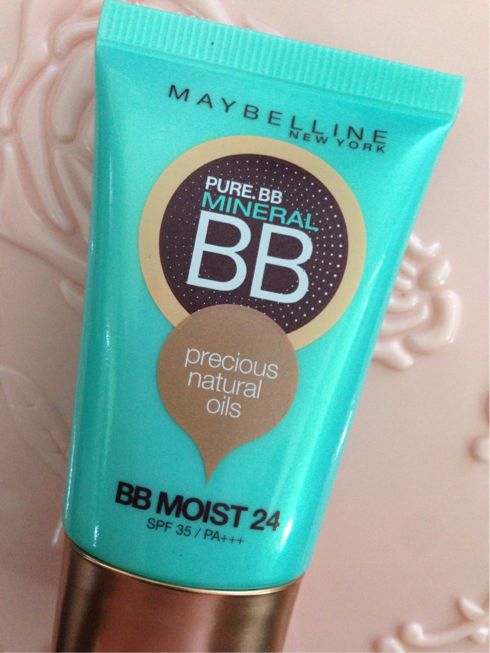 MAYBELLINE
NEW YORK
PURE.BB
MINERAL
BB
precious
natural
oils
BB MOIST 24
SPF 35 / PA+++